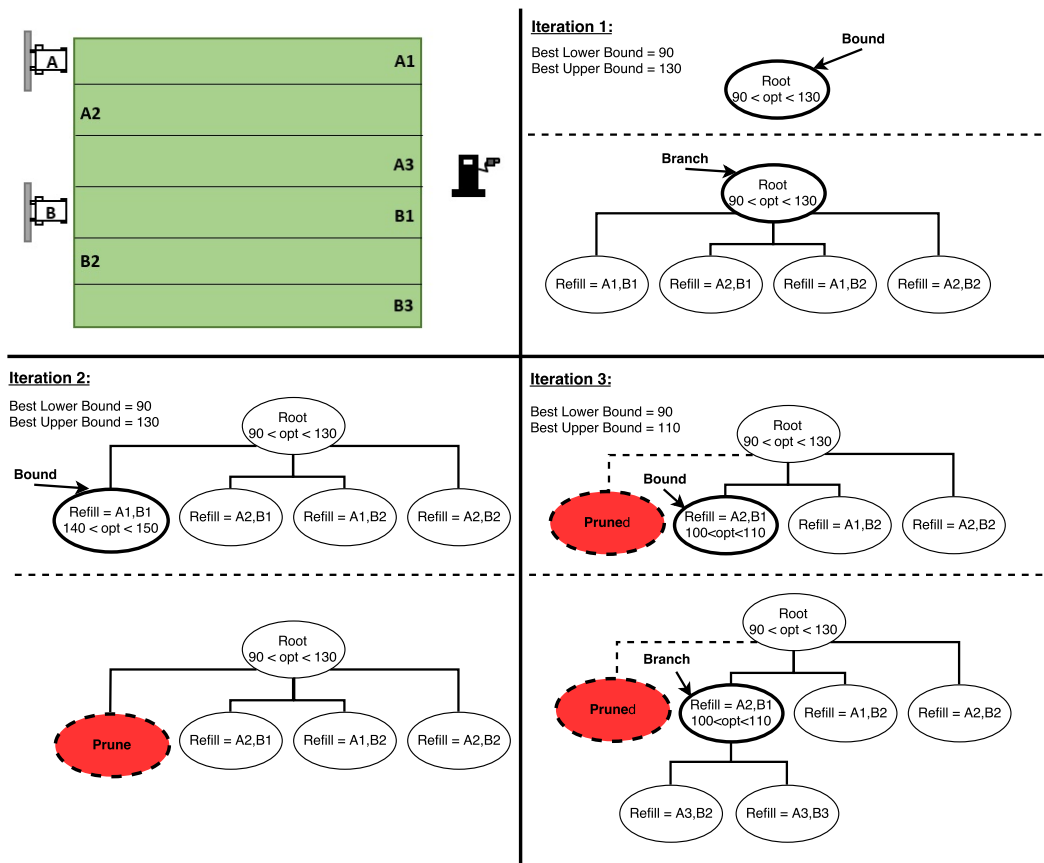 A
A1
A2
A3
B
B1
B2
B3
Iteration 1:
Best Lower Bound = 90
Best Upper Bound = 130
Bound
Root
90 < opt < 130
Branch
Root
90 < opt < 130
Refill = A1,B1
Refill = A2,B1
Refill = A1,B2
Refill = A2,B2
Iteration 2:
Best Lower Bound = 90
Best Upper Bound = 130
Root
90 < opt < 130
Bound
Refill = A1,B1
140 < opt < 150
Refill = A2,B1
Refill = A1,B2
Refill = A2,B2
Root
90 < opt < 130
Prune
Refill = A2,B1
Refill = A1,B2
Refill = A2,B2
Iteration 3:
Best Lower Bound = 90
Best Upper Bound = 110
Root
90 < opt < 130
Bound
Pruned
Refill = A2,B1
100<opt<110
Refill = A1,B2
Refill = A2,B2
Root
90 < opt < 130
Branch
Pruned
Refill = A2,B1
100<opt<110
Refill = A1,B2
Refill = A2,B2
Refill = A3,B2
Refill = A3,B3